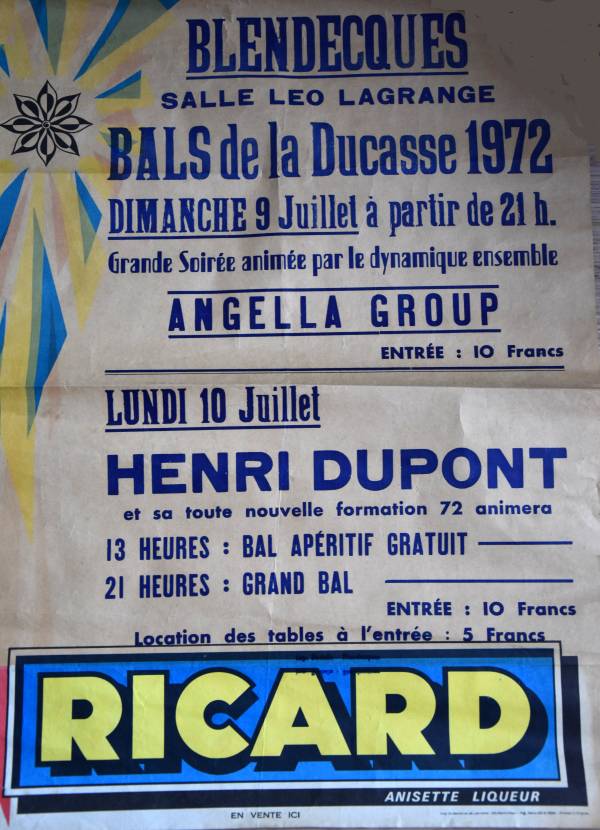 BLENDECQUES
SALLE LEO LAGRANGE
BALS de la Ducasse 1972
DIMANCHE 9 Juillet à partir de 21 h.
Grande Soirée animée par le dynamique ensemble
ANGELLA GROUP
ENTRÉE : 10 Francs
LUNDI 10 Juillet
HENRI DUPONT
et sa toute nouvelle formation 72 animera
13 HEURES : BAL APÉRITIF GRATUIT
21 HEURES : GRAND BAL
ENTRÉE : 10 Francs
Location des tables à l'entrée : 5 Francs
RICARD
ANISETTE LIQUEUR
EN VENTE ICI